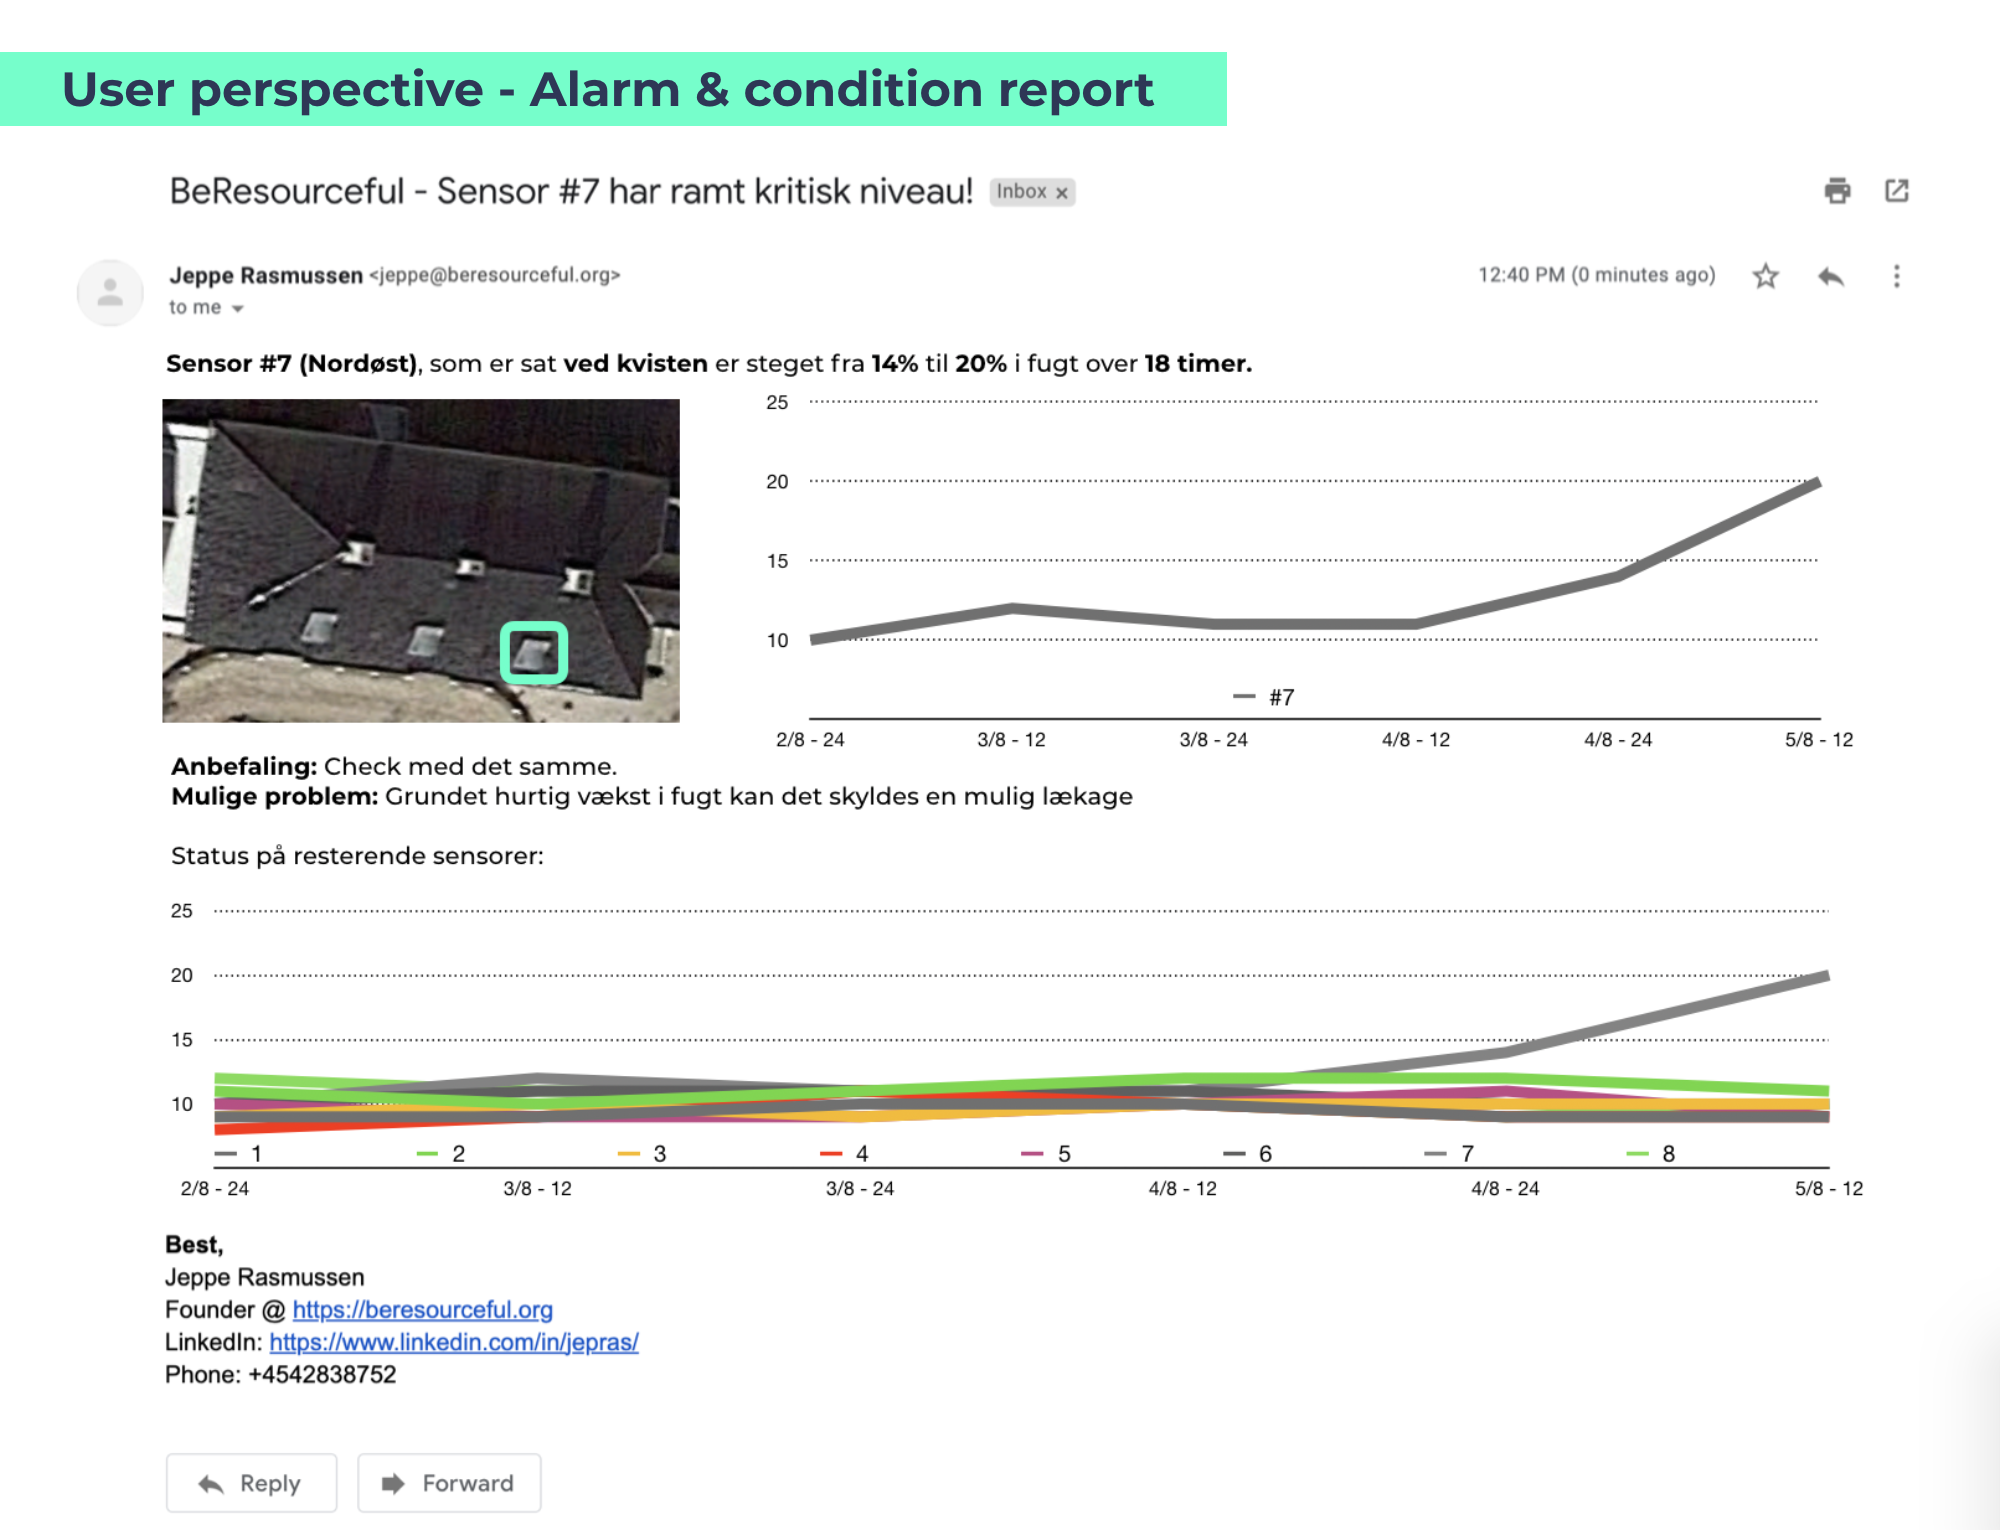 User perspective - Alarm & condition report
BeResourceful - Sensor #7 har ramt kritisk niveau! Inbox x
Jeppe Rasmussen <jeppe@beresourceful.org> 12:40 PM (0 minutes ago)
to me
Sensor #7 (Nordøst), som er sat ved kvisten er steget fra 14% til 20% i fugt over 18 timer.
25
20
15
10
#7
2/8 - 24 3/8 - 12 3/8 - 24 4/8 - 12 4/8 - 24 5/8 - 12
Anbefaling: Check med det samme.
Mulige problem: Grundet hurtig vækst i fugt kan det skyldes en mulig lækage
Status på resterende sensorer:
25
20
15
10
1 2 3 4 5 6 7 8
2/8 - 24 3/8 - 12 3/8 - 24 4/8 - 12 4/8 - 24 5/8 - 12
Best,
Jeppe Rasmussen
Founder @ https://beresourceful.org
LinkedIn: https://www.linkedin.com/in/jepras/
Phone: +4542838752
Reply Forward